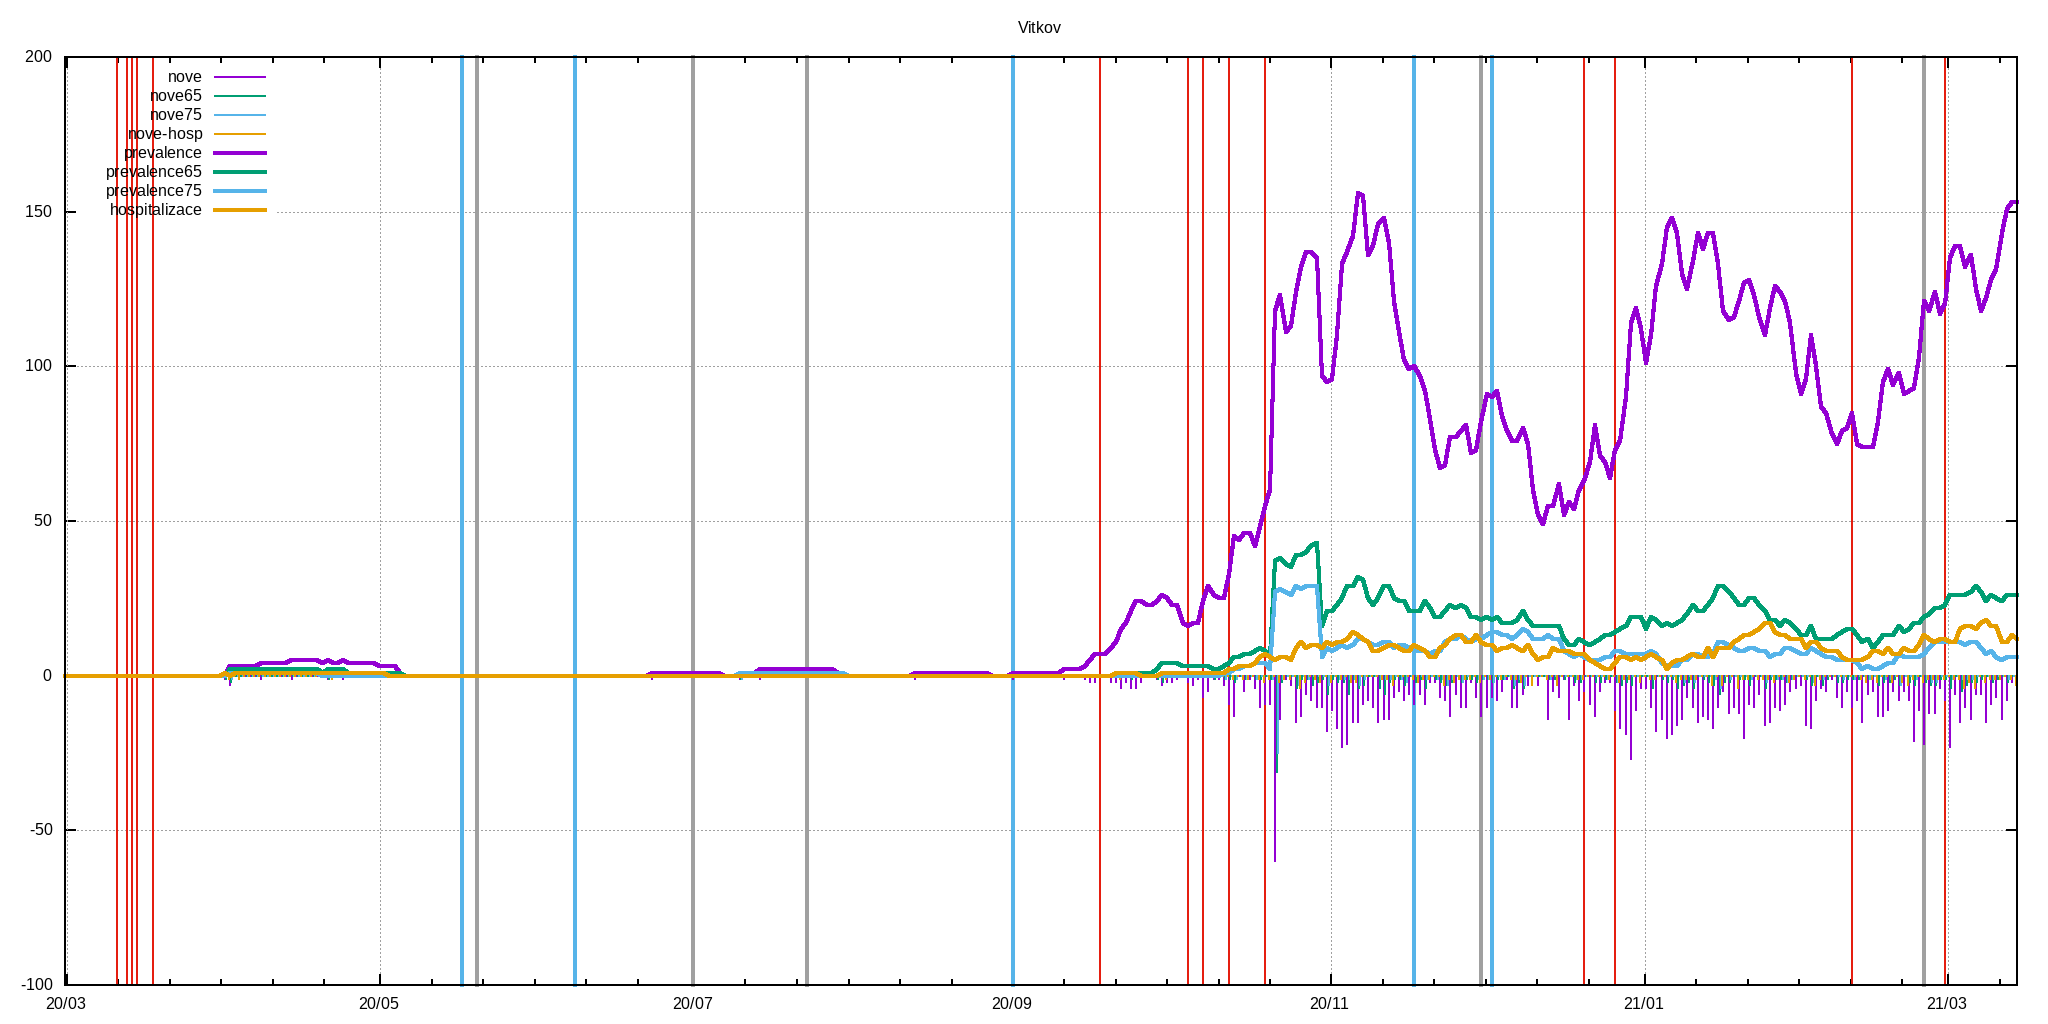 Vitkov
200
150
100
50
0
-50
-100
nove
nove65
nove75
nove-hosp
prevalence
prevalence65
prevalence75
hospitalizace
20/03 20/05 20/07 20/09 20/11 21/01 21/03